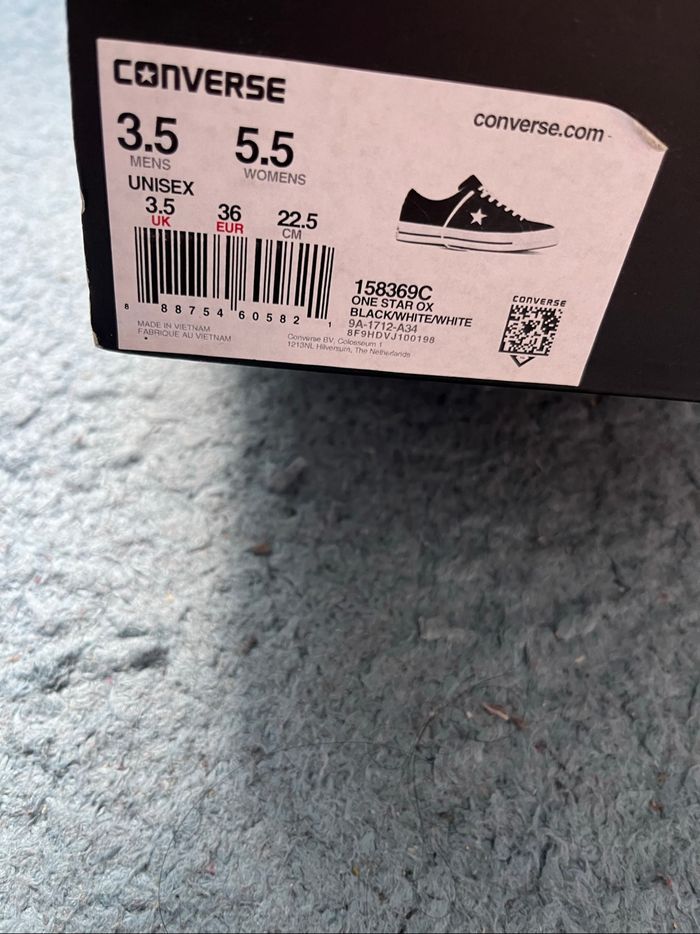 CONVERSE
converse.com
3.5 5.5
MENS WOMENS
UNISEX
3.5 36 22.5
UK EUR CM
8 88754 60582 1
MADE IN VIETNAM
FABRIQUE AU VIETNAM
158369C
ONE STAR OX
BLACK/WHITE/WHITE
9A-1712-A34
8F9HDVJ100198
Converse BV, Colosseum 1
1213NL Hilversum, The Netherlands
CONVERSE